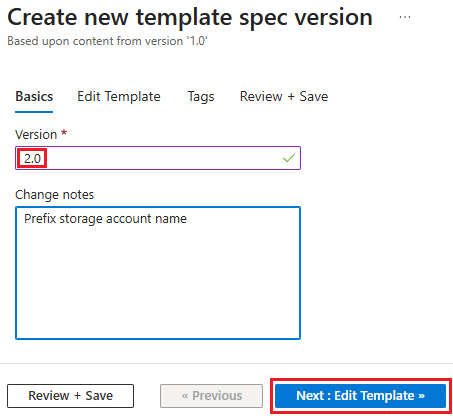 Create new template spec version ...
Based upon content from version '1.0'
Basics Edit Template Tags Review + Save
Version *
2.0
Change notes
Prefix storage account name
Review + Save « Previous Next : Edit Template »